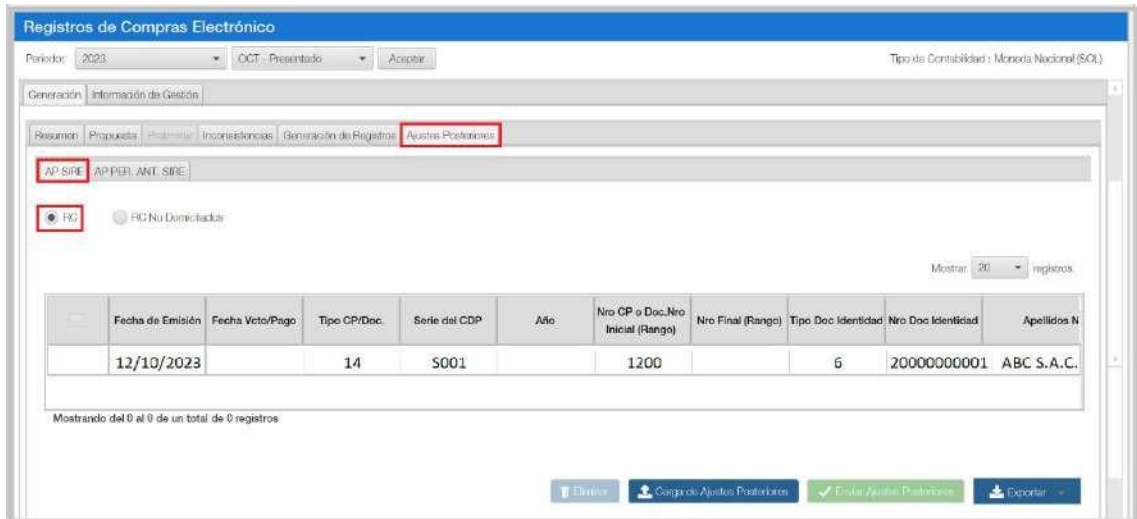 Registros de Compras Electrónico
Periodo: 2023 OCT - Presentado Aceptar Tipo de Contabilidad : Moneda Nacional (SOL)
Generación Información de Gestión
Resumen Propuesta Preliminar Inconsistencias Generación de Registros Ajustes Posteriores
AP SIRE AP PER. ANT. SIRE
RC RC No Domiciliados
Mostrar 20 registros.
Fecha de Emisión Fecha Vcto/Pago Tipo CP/Doc. Serie del CDP Año Nro CP o Doc.Nro Inicial (Rango) Nro Final (Rango) Tipo Doc Identidad Nro Doc Identidad Apellidos N
12/10/2023 14 S001 1200 6 20000000001 ABC S.A.C.
Mostrando del 0 al 0 de un total de 0 registros
Eliminar Carga de Ajustes Posteriores Enviar Ajustes Posteriores Exportar